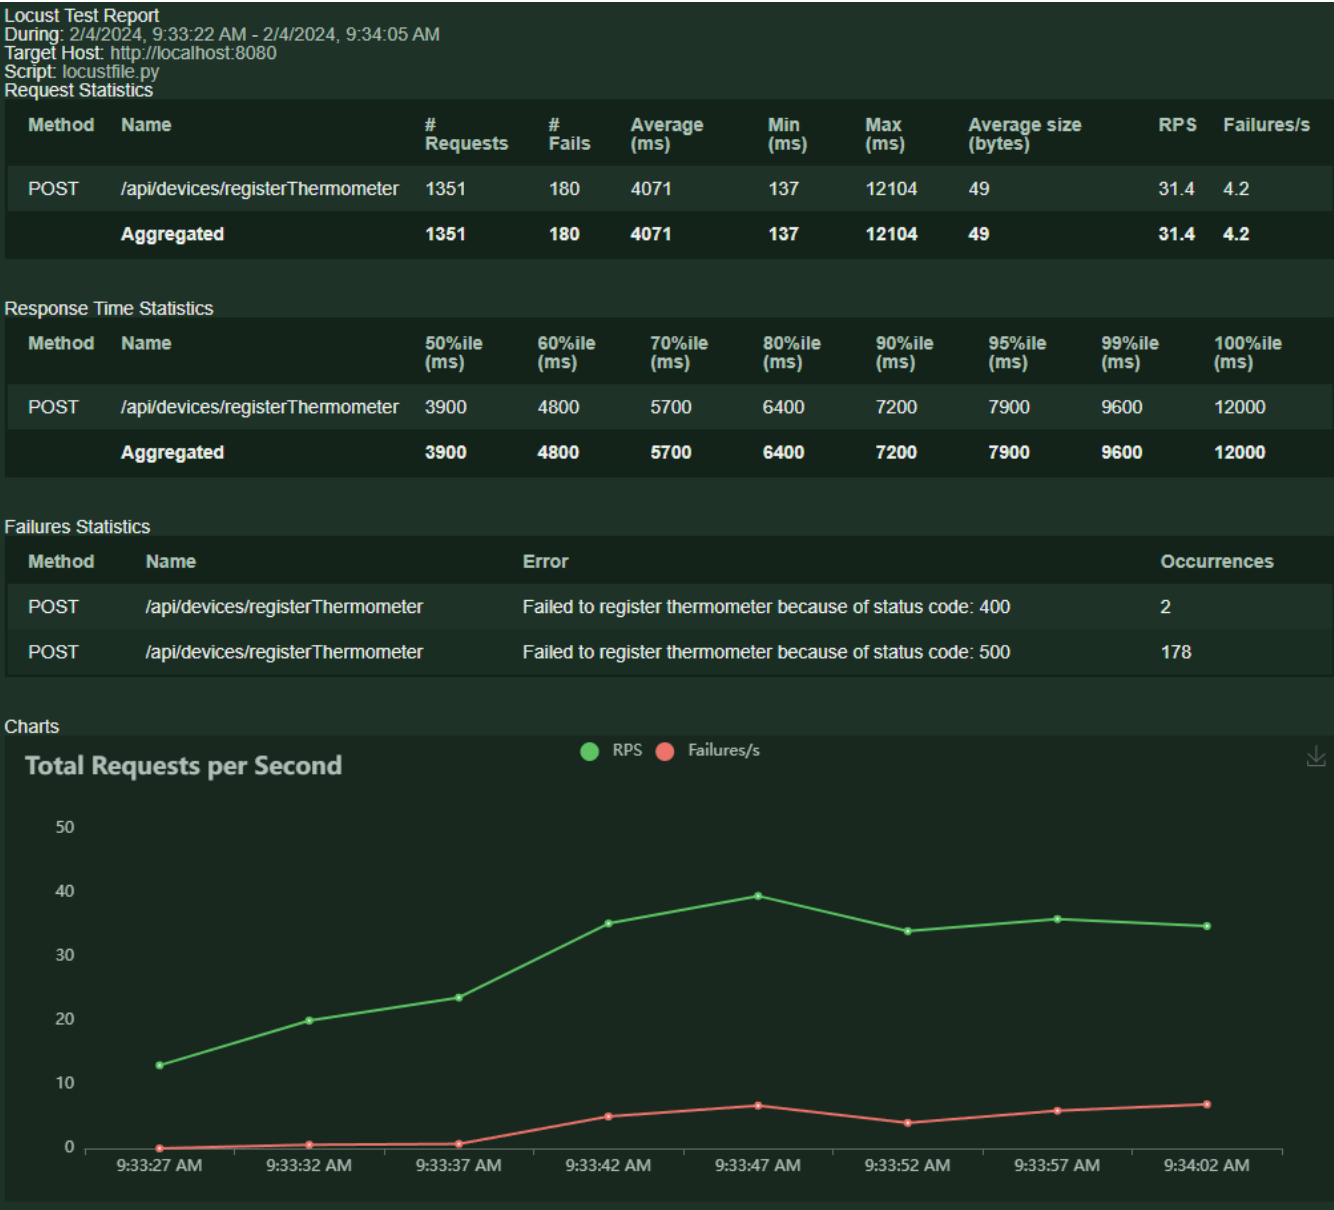 Locust Test Report
During: 2/4/2024, 9:33:22 AM - 2/4/2024, 9:34:05 AM
Target Host: http://localhost:8080
Script: locustfile.py
Request Statistics
Method Name # Requests # Fails Average (ms) Min (ms) Max (ms) Average size (bytes) RPS Failures/s
POST /api/devices/registerThermometer 1351 180 4071 137 12104 49 31.4 4.2
Aggregated 1351 180 4071 137 12104 49 31.4 4.2
Response Time Statistics
Method Name 50%ile (ms) 60%ile (ms) 70%ile (ms) 80%ile (ms) 90%ile (ms) 95%ile (ms) 99%ile (ms) 100%ile (ms)
POST /api/devices/registerThermometer 3900 4800 5700 6400 7200 7900 9600 12000
Aggregated 3900 4800 5700 6400 7200 7900 9600 12000
Failures Statistics
Method Name Error Occurrences
POST /api/devices/registerThermometer Failed to register thermometer because of status code: 400 2
POST /api/devices/registerThermometer Failed to register thermometer because of status code: 500 178
Charts
Total Requests per Second
RPS Failures/s
50
40
30
20
10
0
9:33:27 AM 9:33:32 AM 9:33:37 AM 9:33:42 AM 9:33:47 AM 9:33:52 AM 9:33:57 AM 9:34:02 AM